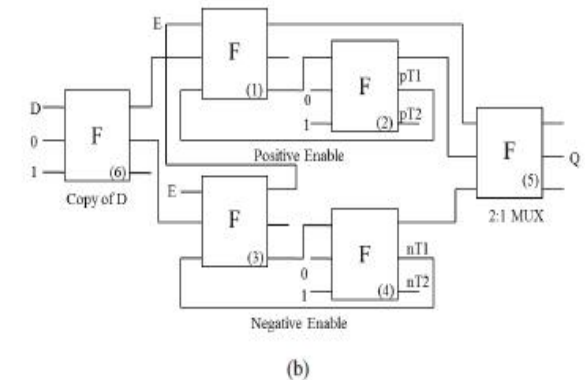 E
F
(1)
F
0
1
pT1
pT2
(2)
Positive Enable
D
0
1
F
(6)
Copy of D
F
(5)
Q
2:1 MUX
E
F
(3)
F
0
1
nT1
nT2
(4)
Negative Enable
(b)